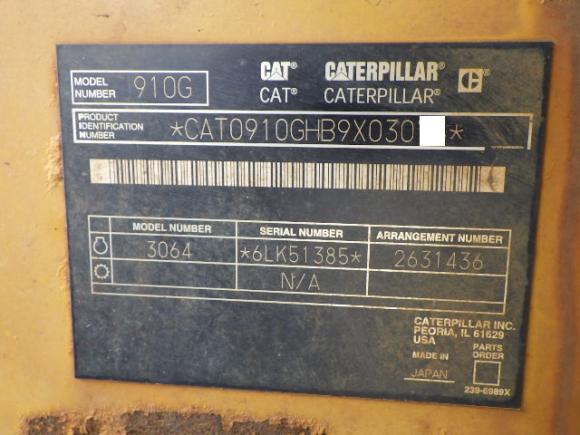 CAT® CATERPILLAR®
MODEL NUMBER 910G
CAT® CATERPILLAR®
PRODUCT IDENTIFICATION NUMBER *CAT0910GHB9X030 *
MODEL NUMBER SERIAL NUMBER ARRANGEMENT NUMBER
3064 *6LK51385* 2631436
N/A
CATERPILLAR INC.
PEORIA, IL 61629
USA
MADE IN PARTS ORDER
JAPAN
239-6989X